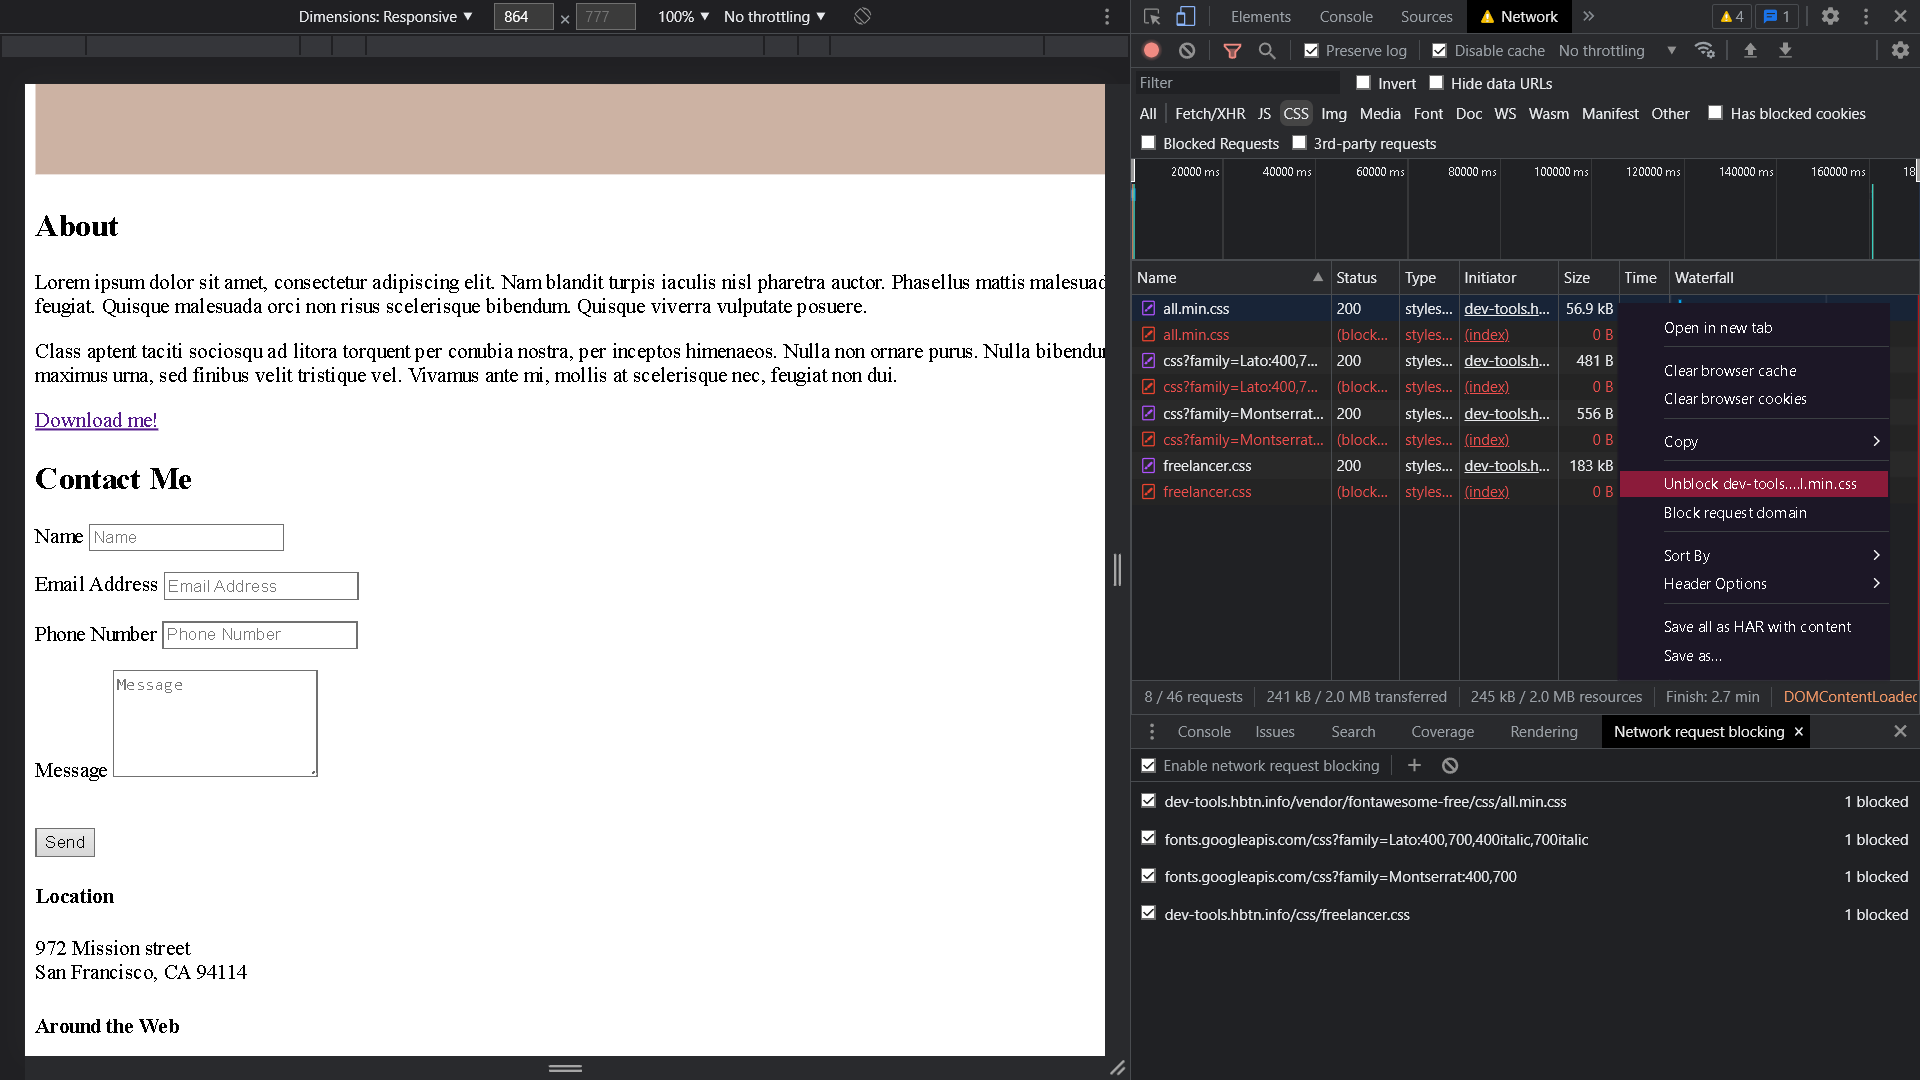 Dimensions: Responsive ▼ 864 × 777 100% ▼ No throttling ▼
About
Lorem ipsum dolor sit amet, consectetur adipiscing elit. Nam blandit turpis iaculis nisl pharetra auctor. Phasellus mattis malesuad
feugiat. Quisque malesuada orci non risus scelerisque bibendum. Quisque viverra vulputate posuere.
Class aptent taciti sociosqu ad litora torquent per conubia nostra, per inceptos himenaeos. Nulla non ornare purus. Nulla bibendu
maximus urna, sed finibus velit tristique vel. Vivamus ante mi, mollis at scelerisque nec, feugiat non dui.
Download me!
Contact Me
Name Name
Email Address Email Address
Phone Number Phone Number
Message
Message
Send
Location
972 Mission street
San Francisco, CA 94114
Around the Web
Elements Console Sources Network » 4 1
Preserve log Disable cache No throttling ▼
Filter Invert Hide data URLs
All Fetch/XHR JS CSS Img Media Font Doc WS Wasm Manifest Other Has blocked cookies
Blocked Requests 3rd-party requests
20000 ms 40000 ms 60000 ms 80000 ms 100000 ms 120000 ms 140000 ms 160000 ms 18
Name ▲ Status Type Initiator Size Time Waterfall
all.min.css 200 styles... dev-tools.h... 56.9 kB
all.min.css (block... styles... (index) 0 B
css?family=Lato:400,7... 200 styles... dev-tools.h... 481 B
css?family=Lato:400,7... (block... styles... (index) 0 B
css?family=Montserrat... 200 styles... dev-tools.h... 556 B
css?family=Montserrat... (block... styles... (index) 0 B
freelancer.css 200 styles... dev-tools.h... 183 kB
freelancer.css (block... styles... (index) 0 B
Open in new tab
Clear browser cache
Clear browser cookies
Copy
Unblock dev-tools....l.min.css
Block request domain
Sort By
Header Options
Save all as HAR with content
Save as...
8 / 46 requests 241 kB / 2.0 MB transferred 245 kB / 2.0 MB resources Finish: 2.7 min DOMContentLoaded
Console Issues Search Coverage Rendering Network request blocking ×
Enable network request blocking
dev-tools.hbtn.info/vendor/fontawesome-free/css/all.min.css 1 blocked
fonts.googleapis.com/css?family=Lato:400,700,400italic,700italic 1 blocked
fonts.googleapis.com/css?family=Montserrat:400,700 1 blocked
dev-tools.hbtn.info/css/freelancer.css 1 blocked